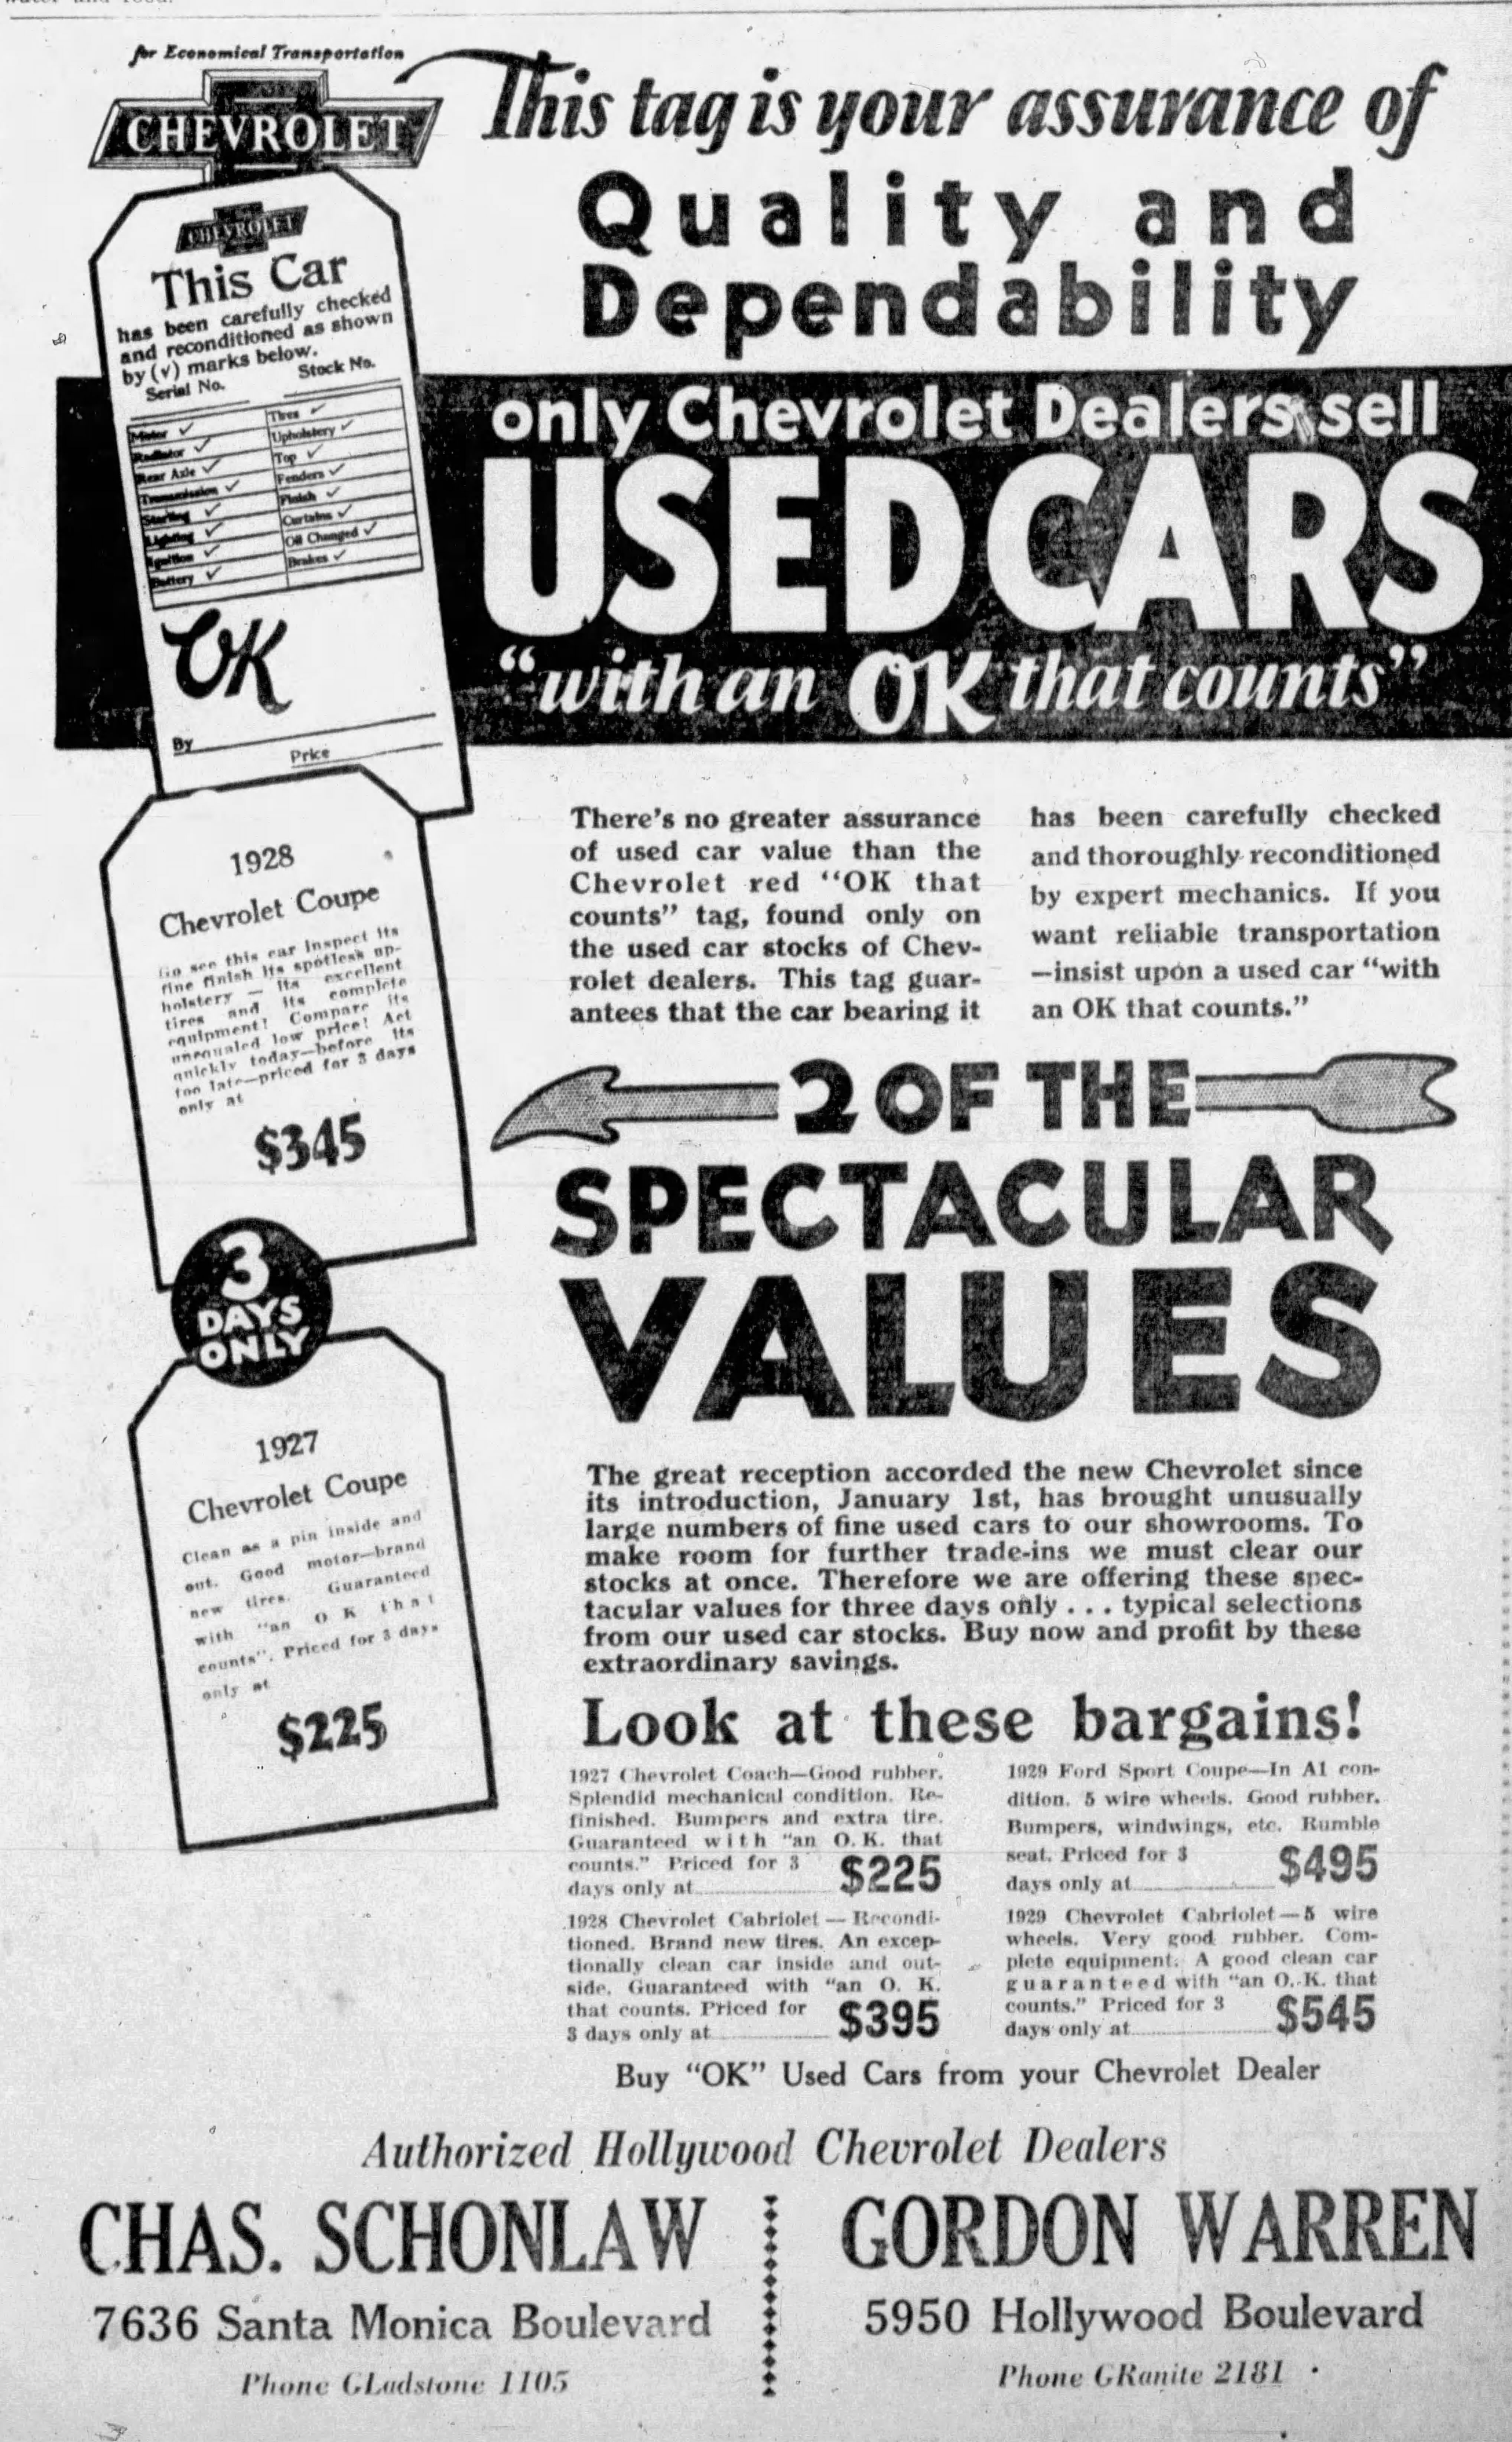 for Economical Transportation
CHEVROLET
This tag is your assurance of
Quality and
Dependability
only Chevrolet Dealers sell
USED CARS
"with an OK that counts"
CHEVROLET
This Car
has been carefully checked
and reconditioned as shown
by (v) marks below.
Serial No.
Stock No.
Motor ✓
Radiator ✓
Rear Axle ✓
Transmission ✓
Starting ✓
Lighting ✓
Ignition ✓
Battery ✓
Tires ✓
Upholstery ✓
Top ✓
Fenders ✓
Finish ✓
Curtains ✓
Oil Changed ✓
Brakes ✓
OK
By
Price
1928
Chevrolet Coupe
Go see this car Inspect its
fine finish Its spotless up-
holstery — its excellent
tires and its complete
equipment! Compare its
unequaled low price! Act
quickly today—before its
too late—priced for 3 days
only at
$345
3
DAYS
ONLY
1927
Chevrolet Coupe
Clean as a pin inside and
out. Good motor—brand
new tires. Guaranteed
with "an O K that
counts". Priced for 3 days
only at
$225
There's no greater assurance
of used car value than the
Chevrolet red "OK that
counts" tag, found only on
the used car stocks of Chev-
rolet dealers. This tag guar-
antees that the car bearing it
has been carefully checked
and thoroughly reconditioned
by expert mechanics. If you
want reliable transportation
—insist upon a used car "with
an OK that counts."
2 OF THE
SPECTACULAR
VALUES
The great reception accorded the new Chevrolet since
its introduction, January 1st, has brought unusually
large numbers of fine used cars to our showrooms. To
make room for further trade-ins we must clear our
stocks at once. Therefore we are offering these spec-
tacular values for three days only . . . typical selections
from our used car stocks. Buy now and profit by these
extraordinary savings.
Look at these bargains!
1927 Chevrolet Coach—Good rubber.
Splendid mechanical condition. Re-
finished. Bumpers and extra tire.
Guaranteed with "an O.K. that
counts." Priced for 3
days only at $225
1928 Chevrolet Cabriolet — Recondi-
tioned. Brand new tires. An excep-
tionally clean car inside and out-
side. Guaranteed with "an O. K.
that counts. Priced for
3 days only at $395
1929 Ford Sport Coupe—In A1 con-
dition. 5 wire wheels. Good rubber.
Bumpers, windwings, etc. Rumble
seat. Priced for 3
days only at $495
1929 Chevrolet Cabriolet—5 wire
wheels. Very good rubber. Com-
plete equipment. A good clean car
guaranteed with "an O. K. that
counts." Priced for 3
days only at $545
Buy "OK" Used Cars from your Chevrolet Dealer
Authorized Hollywood Chevrolet Dealers
CHAS. SCHONLAW
7636 Santa Monica Boulevard
Phone GLadstone 1105
GORDON WARREN
5950 Hollywood Boulevard
Phone GRanite 2181